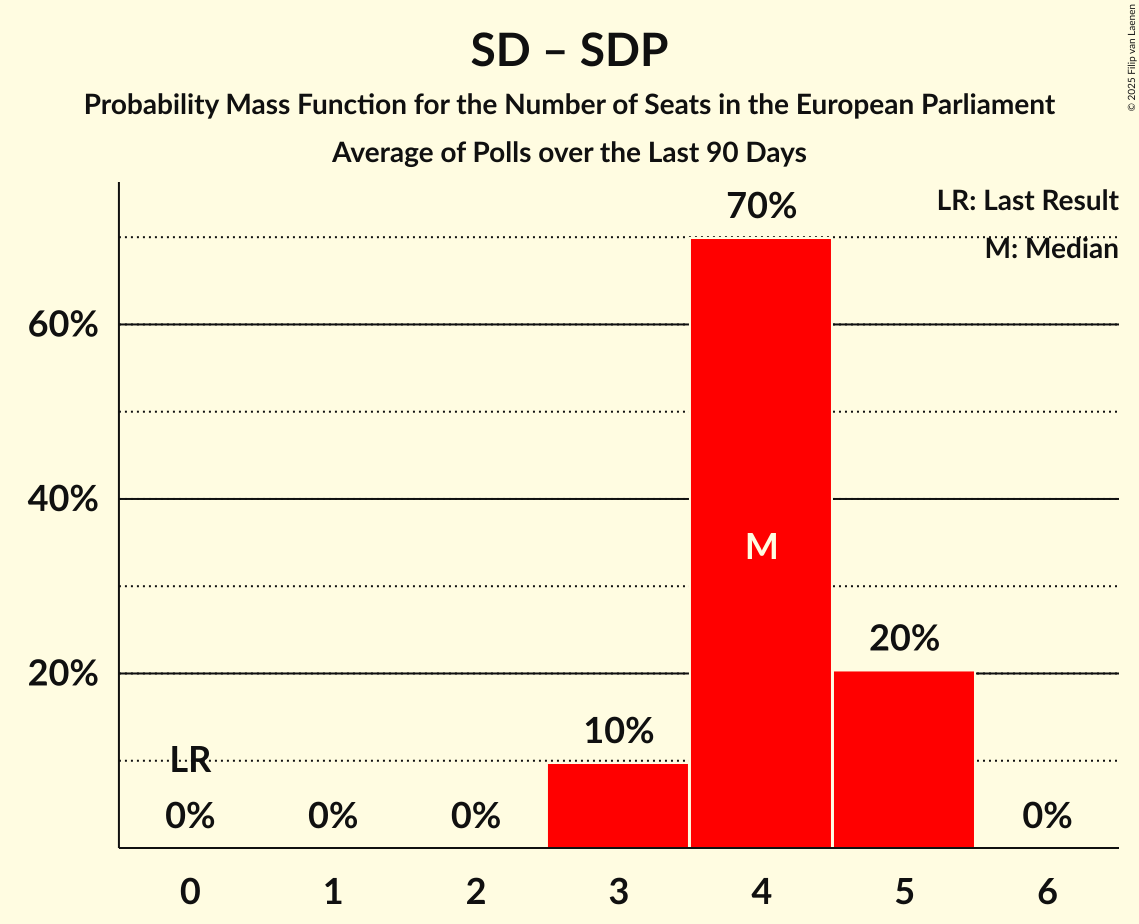 SD – SDP
Probability Mass Function for the Number of Seats in the European Parliament
Average of Polls over the Last 90 Days
© 2025 Filip van Laenen
LR: Last Result
M: Median
70%
60%
40%
M
20%
20%
10%
LR
0%
0%
0%
0%
0
1
2
3
4
5
6